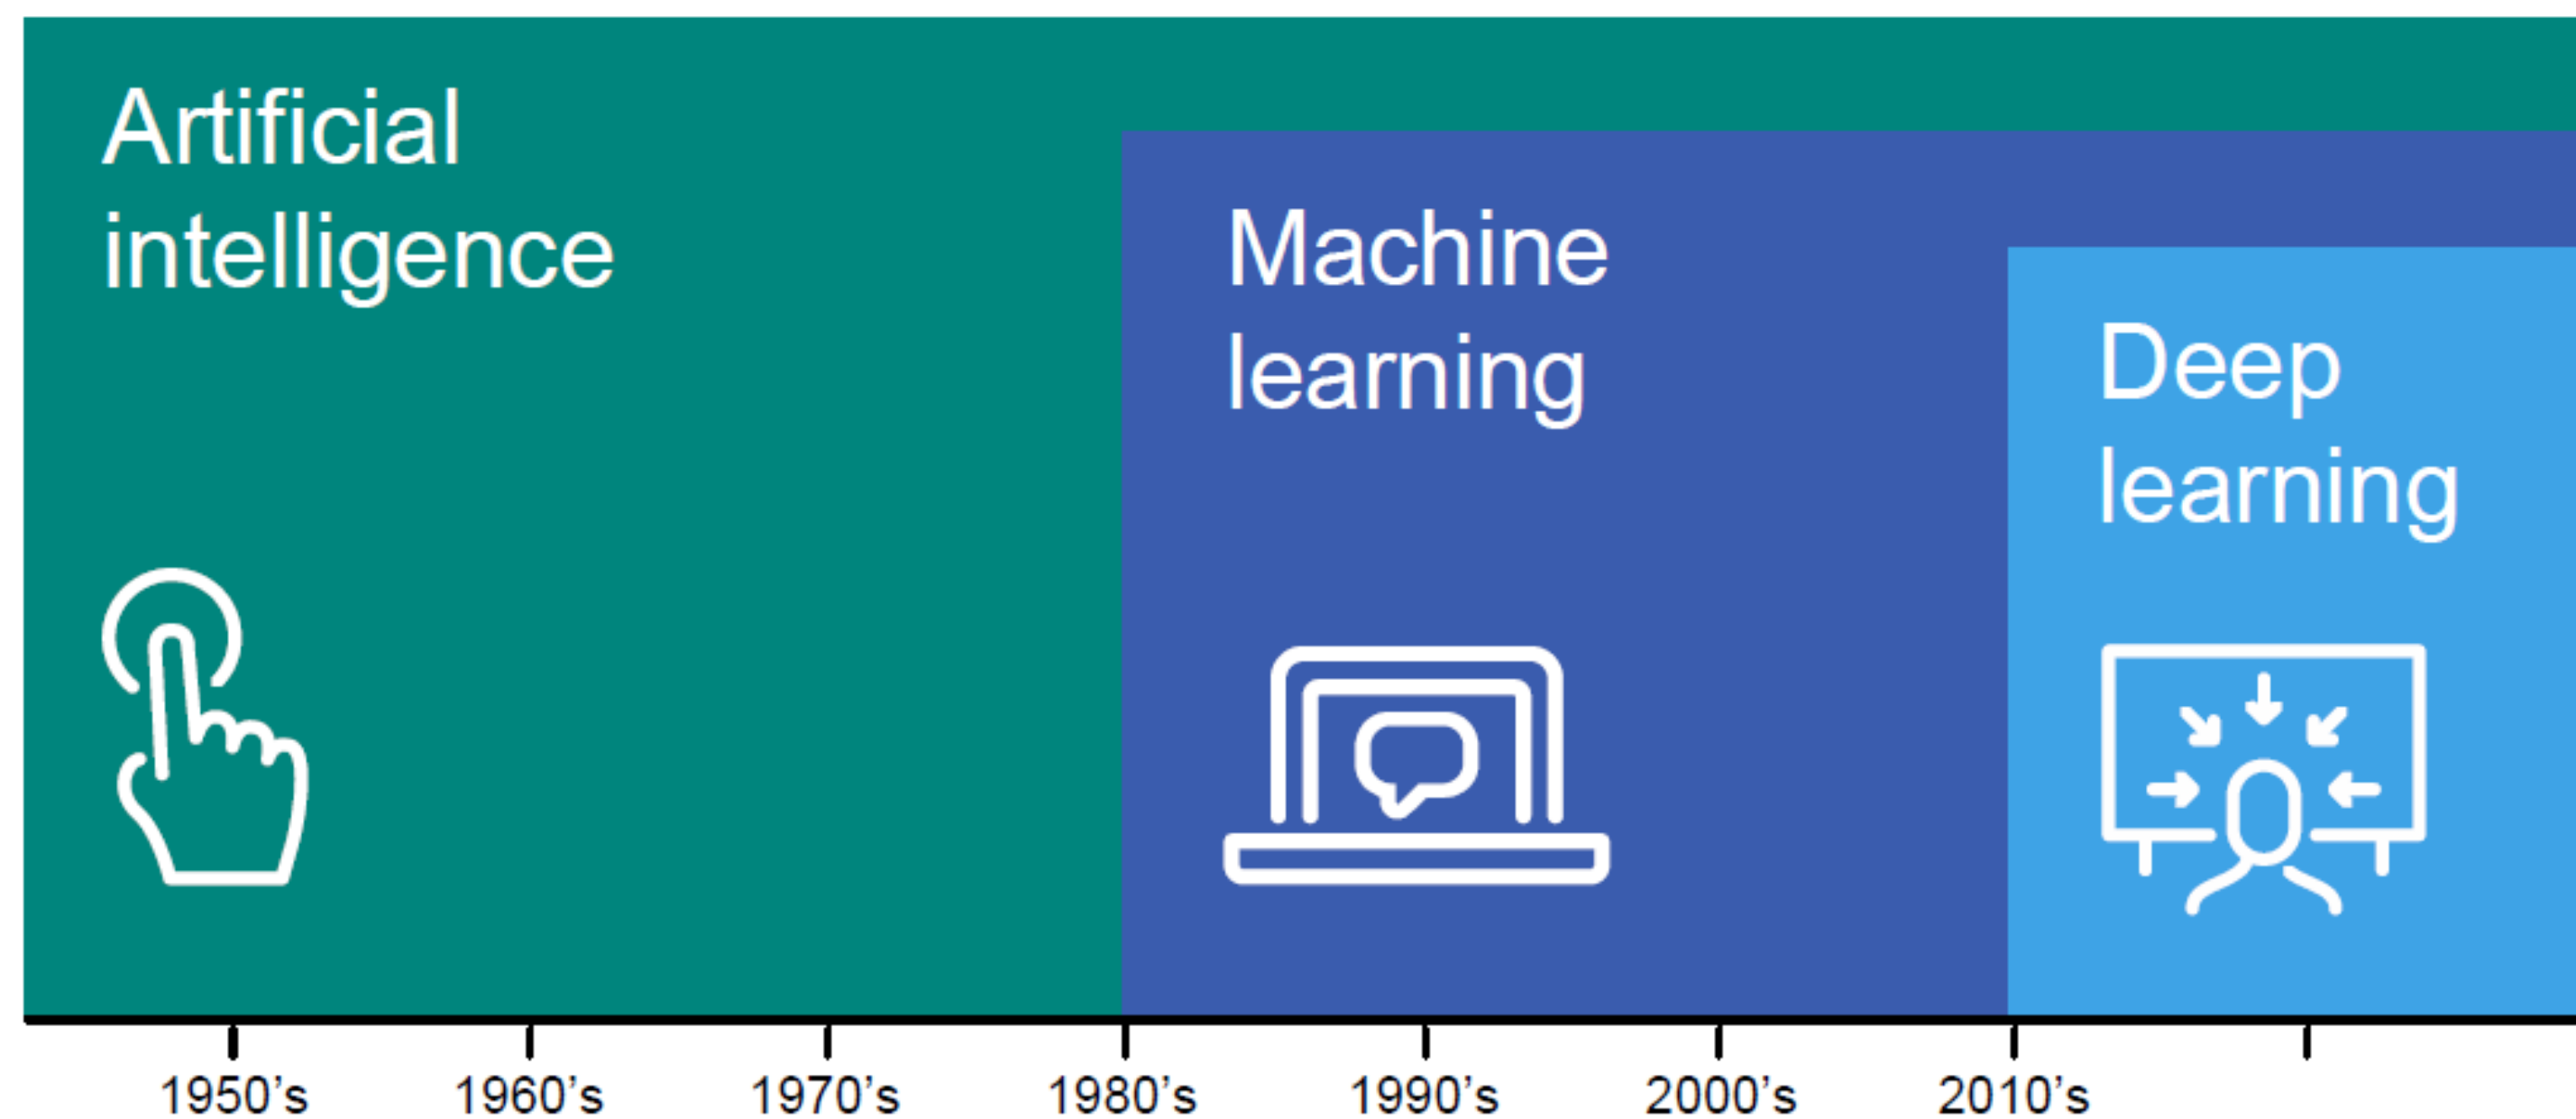 Artificial
intelligence
Machine
learning
Deep
learning
1950’s 1960’s 1970’s 1980’s 1990’s 2000’s 2010’s